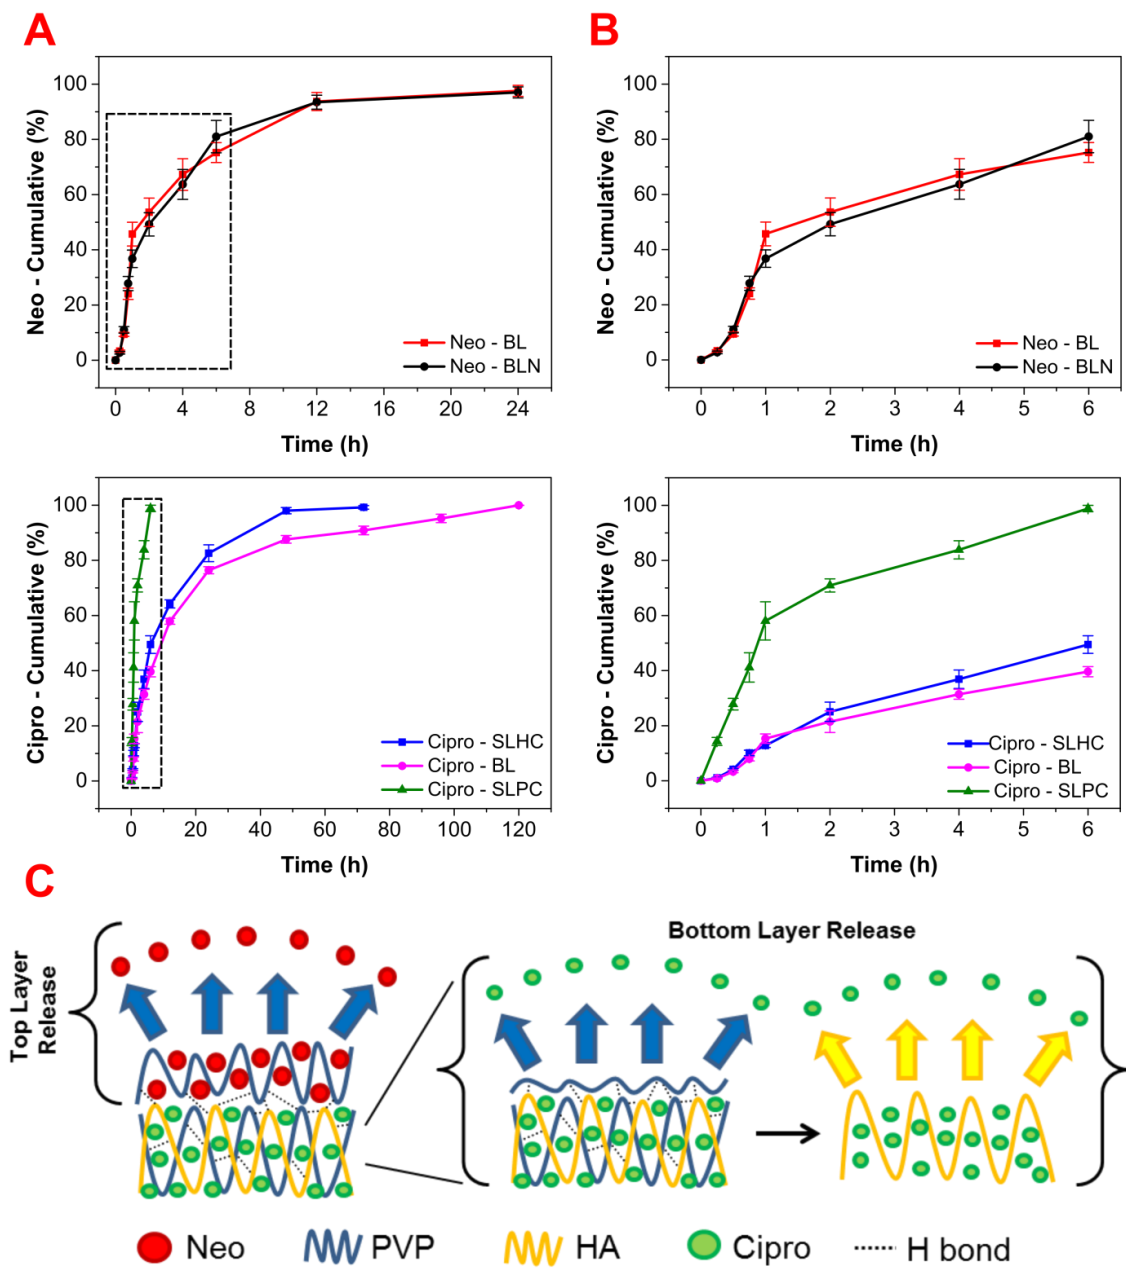 A
B
Neo - Cumulative (%)
100
80
60
40
20
0
Neo - BL
Neo - BLN
0 4 8 12 16 20 24
Time (h)
Neo - Cumulative (%)
100
80
60
40
20
0
Neo - BL
Neo - BLN
0 1 2 3 4 5 6
Time (h)
Cipro - Cumulative (%)
100
80
60
40
20
0
Cipro - SLHC
Cipro - BL
Cipro - SLPC
0 20 40 60 80 100 120
Time (h)
Cipro - Cumulative (%)
100
80
60
40
20
0
Cipro - SLHC
Cipro - BL
Cipro - SLPC
0 1 2 3 4 5 6
Time (h)
C
Top Layer
Release
Bottom Layer Release
Neo PVP HA Cipro H bond